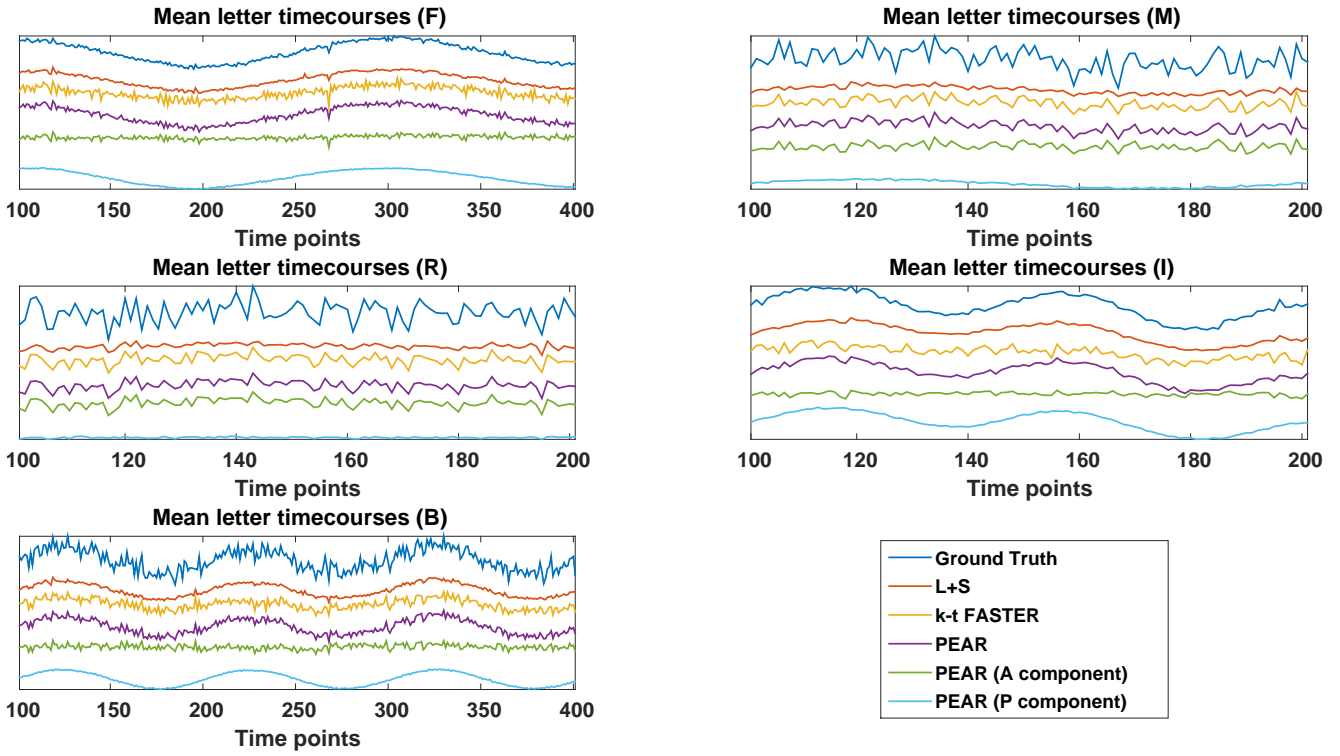 Mean letter timecourses (F)
100 150 200 250 300 350 400
Time points
Mean letter timecourses (M)
100 120 140 160 180 200
Time points
Mean letter timecourses (R)
100 120 140 160 180 200
Time points
Mean letter timecourses (I)
100 120 140 160 180 200
Time points
Mean letter timecourses (B)
100 150 200 250 300 350 400
Time points
Ground Truth
L+S
k-t FASTER
PEAR
PEAR (A component)
PEAR (P component)